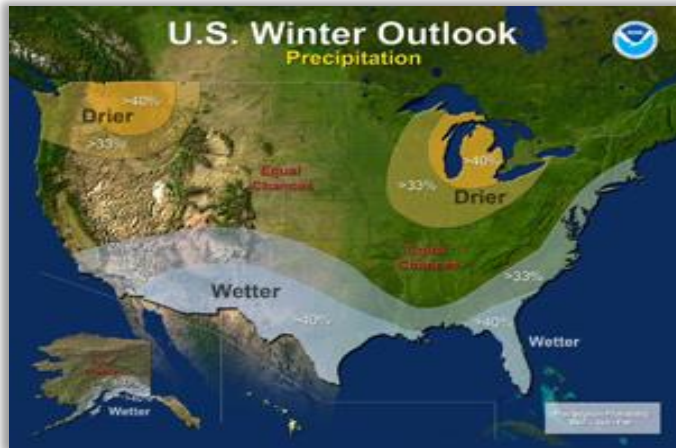 U.S. Winter Outlook
Precipitation
>40%
Drier
>33%
Equal
Chances
>40%
>33%
Drier
Equal
Chances
>33%
Wetter
>40%
>40%
Wetter
Wetter